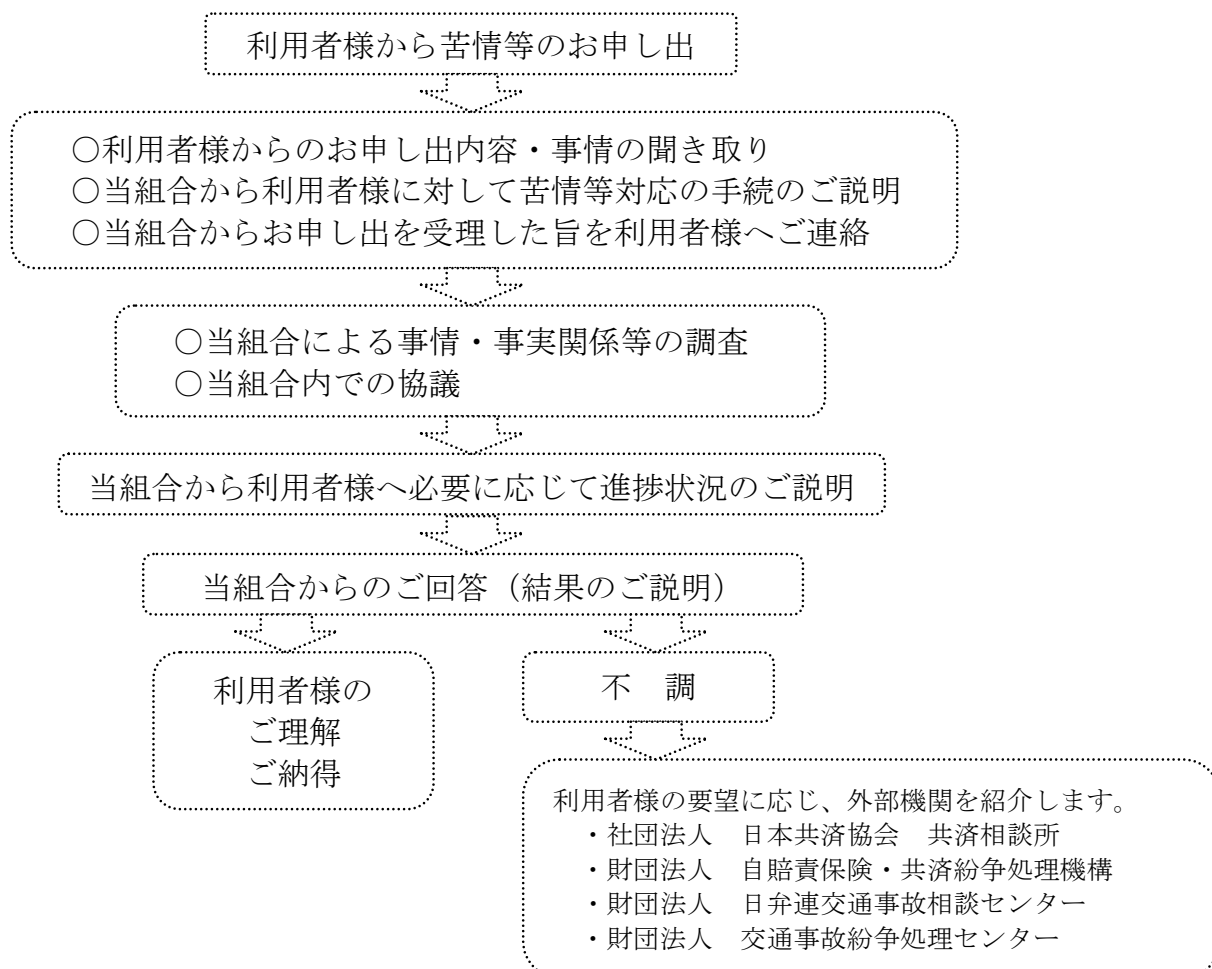 利用者様から苦情等のお申し出
○利用者様からのお申し出内容・事情の聞き取り
○当組合から利用者様に対して苦情等対応の手続のご説明
○当組合からお申し出を受理した旨を利用者様へご連絡
○当組合による事情・事実関係等の調査
○当組合内での協議
当組合から利用者様へ必要に応じて進捗状況のご説明
当組合からのご回答（結果のご説明）
利用者様の
ご理解
ご納得
不　調
利用者様の要望に応じ、外部機関を紹介します。
・社団法人　日本共済協会　共済相談所
・財団法人　自賠責保険・共済紛争処理機構
・財団法人　日弁連交通事故相談センター
・財団法人　交通事故紛争処理センター